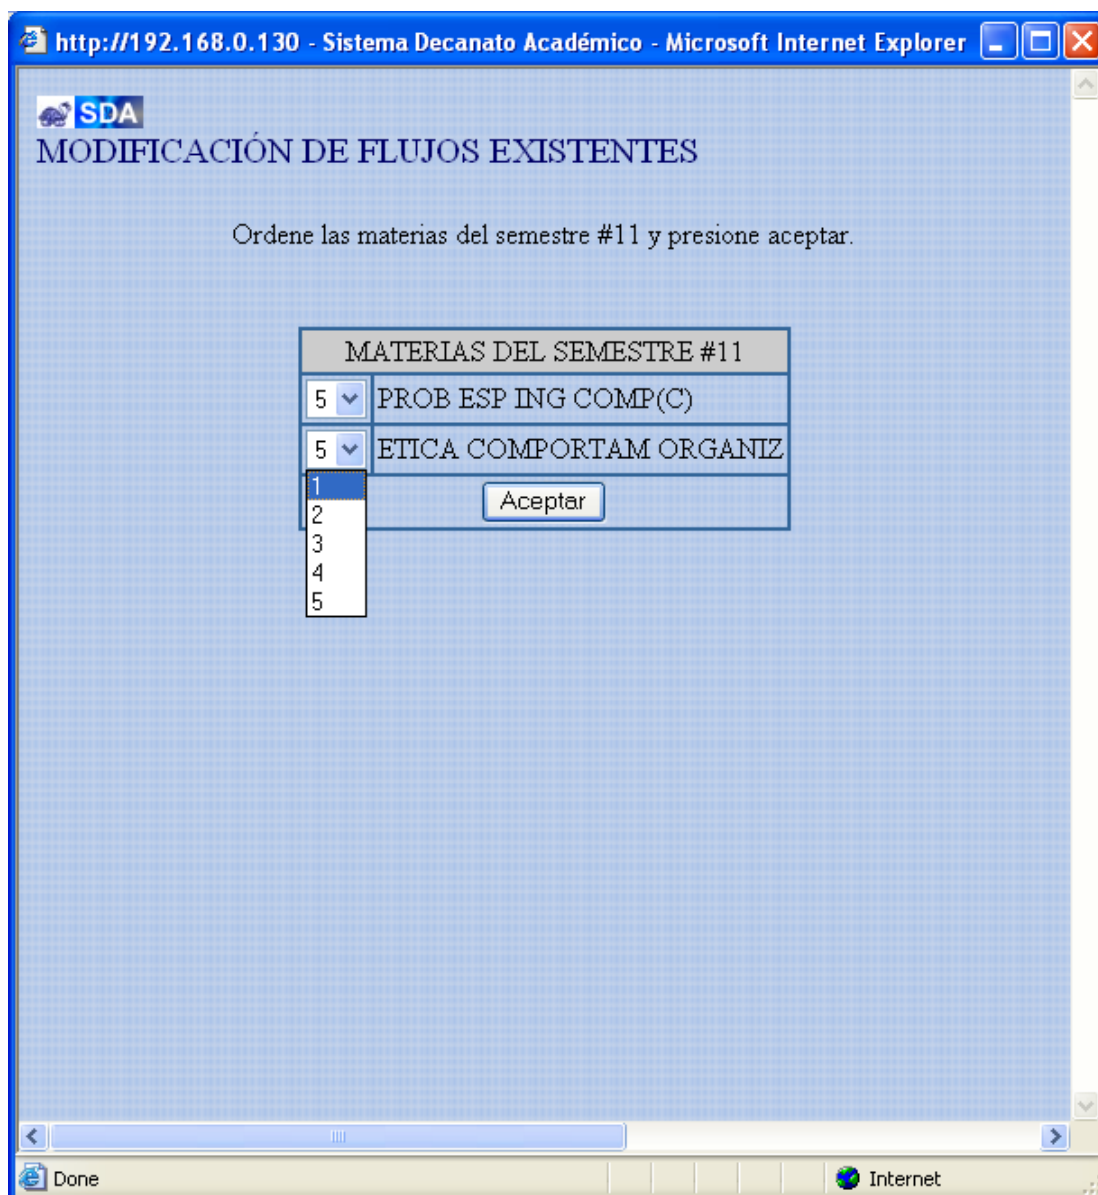 http://192.168.0.130 - Sistema Decanato Académico - Microsoft Internet Explorer
SDA
MODIFICACIÓN DE FLUJOS EXISTENTES
Ordene las materias del semestre #11 y presione aceptar.
MATERIAS DEL SEMESTRE #11
5 PROB ESP ING COMP(C)
5 ETICA COMPORTAM ORGANIZ
1
Aceptar
2
3
4
5
Done Internet